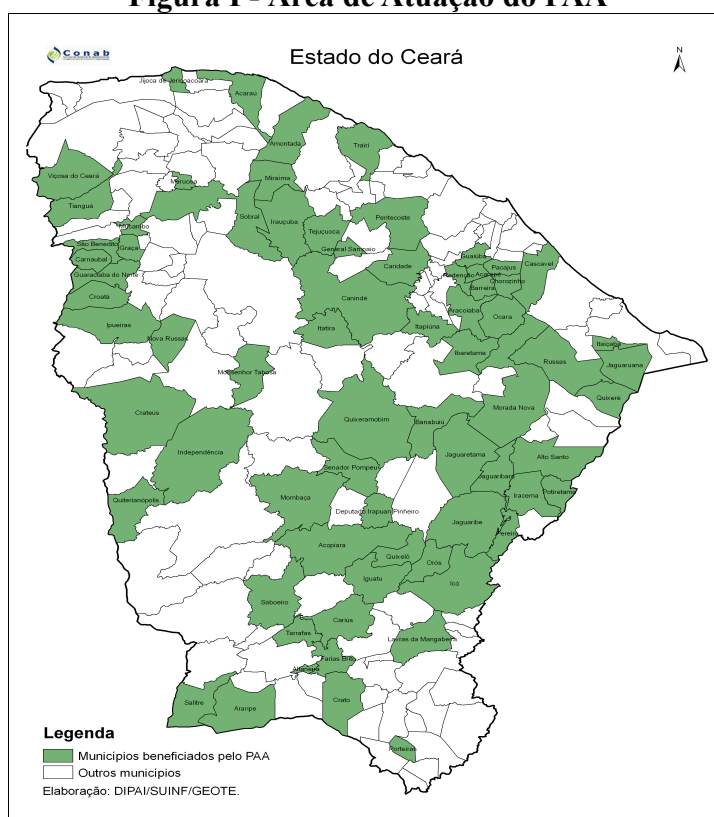 Figura 1 - Área de Atuação do PAA
Conab
Estado do Ceará
N
Jijoca de Jericoacoara
Acaraú
Amontada
Trairi
Viçosa do Ceará
Meruoca
Miraíma
Tianguá
Sobral
Irauçuba
Pentecoste
Mucambo
Tejuçuoca
São Benedito
Graça
General Sampaio
Guaiúba
Carnaubal
Caridade
Pacajus
Cascavel
Guaraciaba do Norte
Redenção
Acarape
Chorozinho
Barreira
Croatá
Canindé
Aracoiaba
Ocara
Ipueiras
Itatira
Itapiúna
Nova Russas
Itaiçaba
Ibaretama
Russas
Jaguaruana
Monsenhor Tabosa
Quixeré
Crateús
Morada Nova
Quixeramobim
Banabuiú
Independência
Jaguaretama
Alto Santo
Senador Pompeu
Jaguaribara
Quiterianópolis
Mombaça
Iracema
Potiretama
Deputado Irapuan Pinheiro
Jaguaribe
Pereiro
Acopiara
Quixelô
Orós
Iguatu
Icó
Saboeiro
Cariús
Tarrafas
Lavras da Mangabeira
Farias Brito
Altaneira
Salitre
Araripe
Crato
Porteiras
Legenda
Municípios beneficiados pelo PAA
Outros municípios
Elaboração: DIPAI/SUINF/GEOTE.